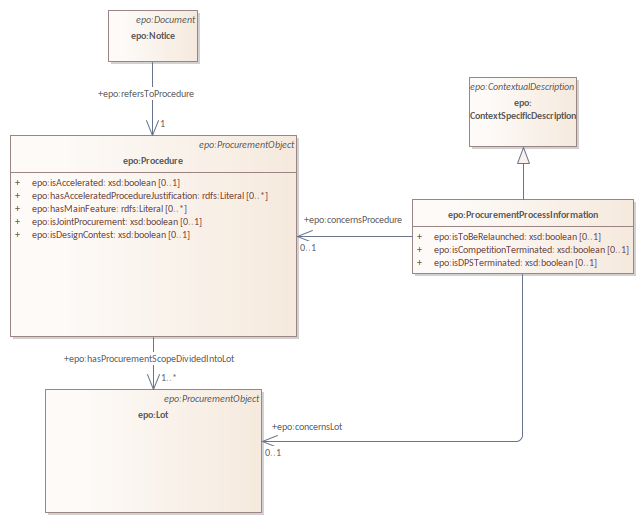 epo:Document
epo:Notice
+epo:refersToProcedure
1
epo:ContextualDescription
epo:
ContextSpecificDescription
epo:ProcurementObject
epo:Procedure
+ epo:isAccelerated: xsd:boolean [0..1]
+ epo:hasAcceleratedProcedureJustification: rdfs:Literal [0..*]
+ epo:hasMainFeature: rdfs:Literal [0..*]
+ epo:isJointProcurement: xsd:boolean [0..1]
+ epo:isDesignContest: xsd:boolean [0..1]
+epo:concernsProcedure
0..1
epo:ProcurementProcessInformation
+ epo:isToBeRelaunched: xsd:boolean [0..1]
+ epo:isCompetitionTerminated: xsd:boolean [0..1]
+ epo:isDPSTerminated: xsd:boolean [0..1]
+epo:hasProcurementScopeDividedIntoLot
1..*
epo:ProcurementObject
epo:Lot
+epo:concernsLot
0..1